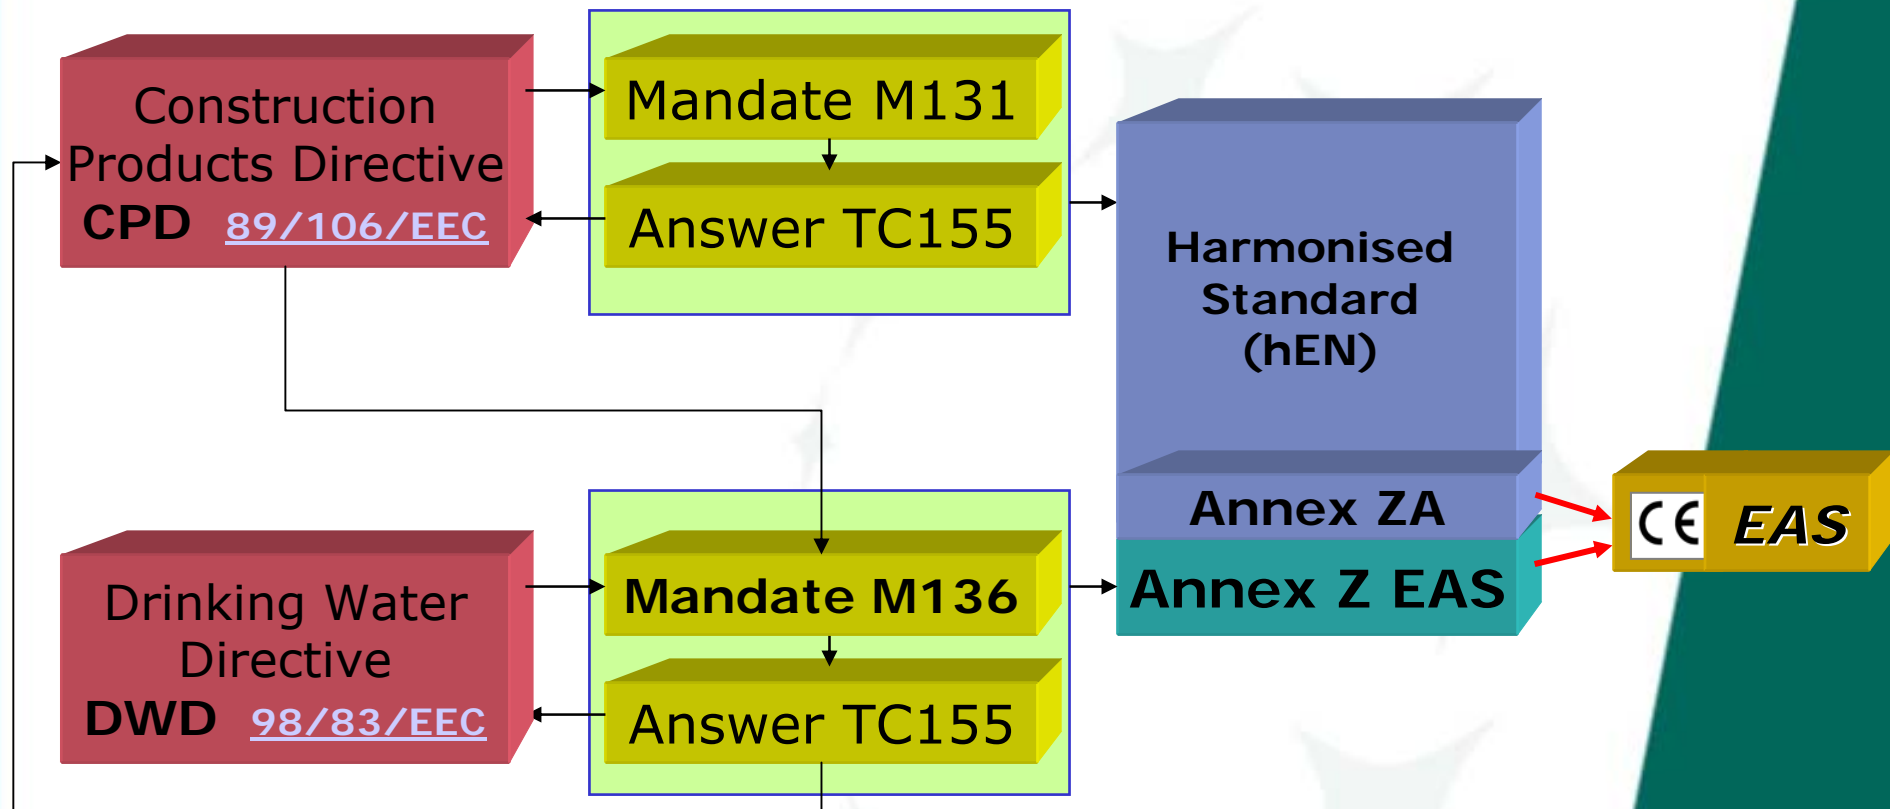 Construction
Products Directive
CPD 89/106/EEC
Mandate M131
Answer TC155
Harmonised
Standard
(hEN)
Annex ZA
Annex Z EAS
CE EAS
Drinking Water
Directive
DWD 98/83/EEC
Mandate M136
Answer TC155